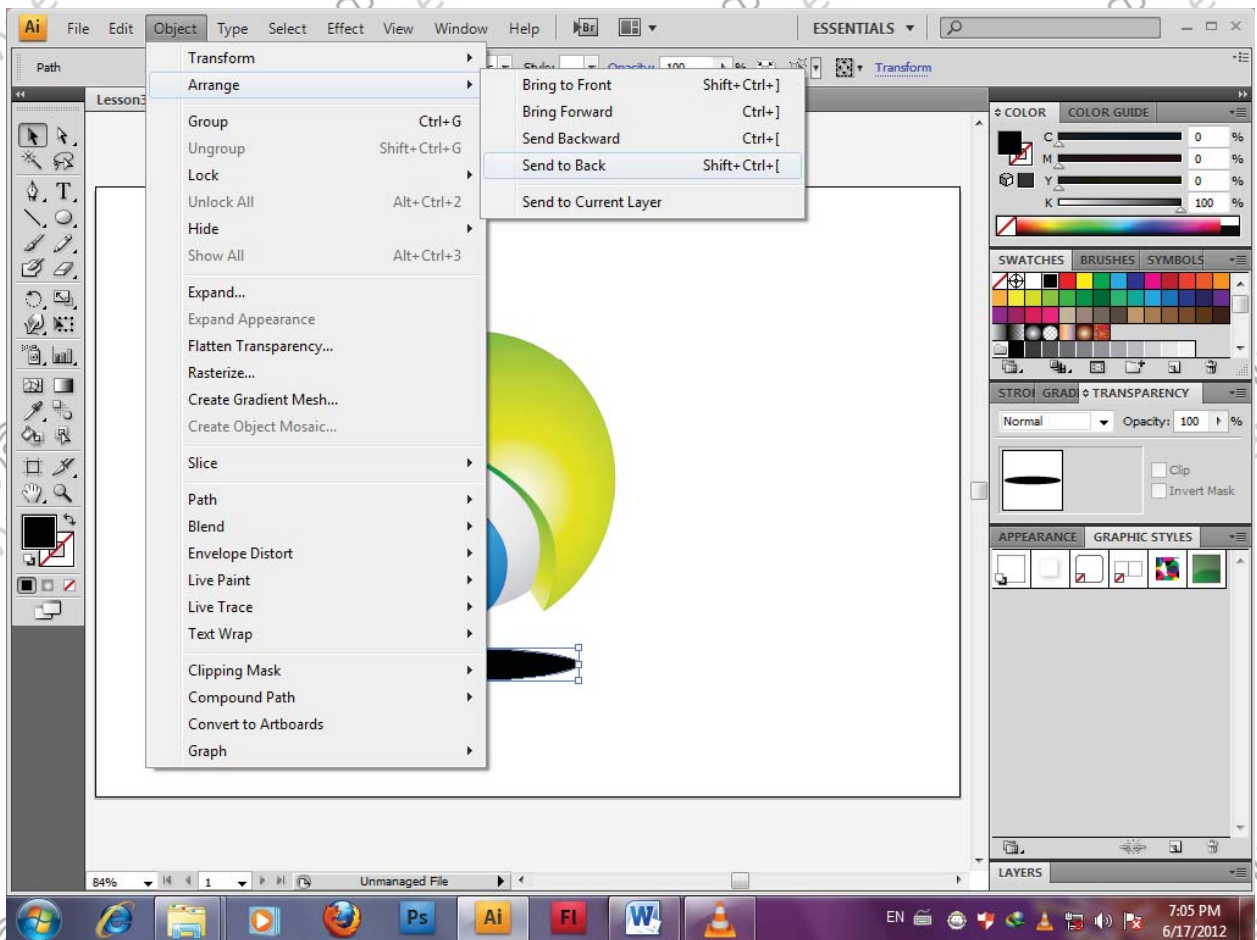 Ai File Edit Object Type Select Effect View Window Help Br ESSENTIALS
Path Opacity: 100 % Transform
Lesson3
Transform
Arrange
Group Ctrl+G
Ungroup Shift+Ctrl+G
Lock
Unlock All Alt+Ctrl+2
Hide
Show All Alt+Ctrl+3
Expand...
Expand Appearance
Flatten Transparency...
Rasterize...
Create Gradient Mesh...
Create Object Mosaic...
Slice
Path
Blend
Envelope Distort
Live Paint
Live Trace
Text Wrap
Clipping Mask
Compound Path
Convert to Artboards
Graph
Bring to Front Shift+Ctrl+]
Bring Forward Ctrl+]
Send Backward Ctrl+[
Send to Back Shift+Ctrl+[
Send to Current Layer
COLOR COLOR GUIDE
C 0 %
M 0 %
Y 0 %
K 100 %
SWATCHES BRUSHES SYMBOLS
STROI GRADI TRANSPARENCY
Normal Opacity: 100 %
Clip
Invert Mask
APPEARANCE GRAPHIC STYLES
LAYERS
84% 1 Unmanaged File
Ps Ai Fl W EN 7:05 PM
6/17/2012